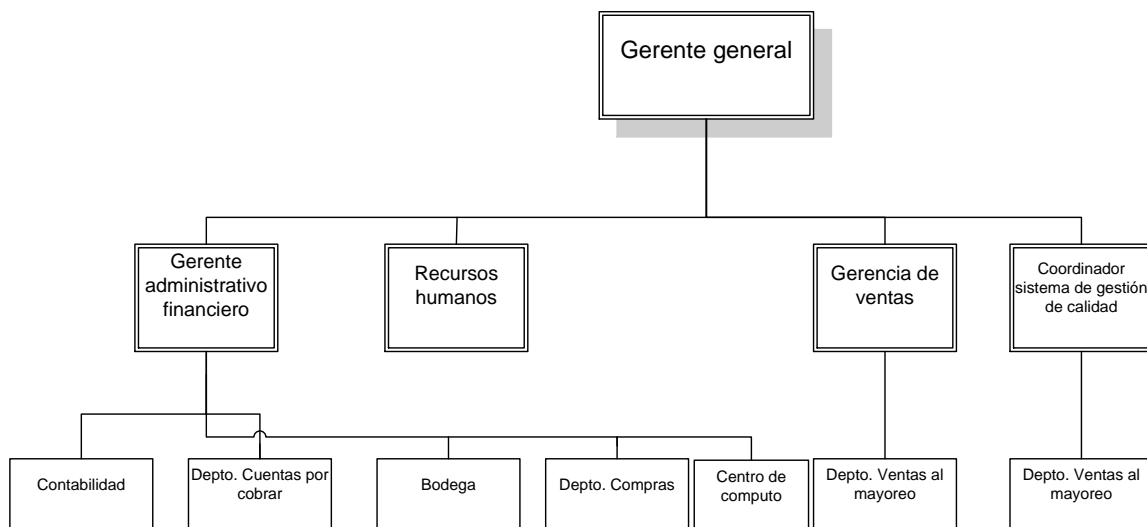 Gerente general
Gerente
administrativo
financiero
Recursos
humanos
Gerencia de
ventas
Coordinador
sistema de gestión
de calidad
Contabilidad
Depto. Cuentas por
cobrar
Bodega
Depto. Compras
Centro de
computo
Depto. Ventas al
mayoreo
Depto. Ventas al
mayoreo